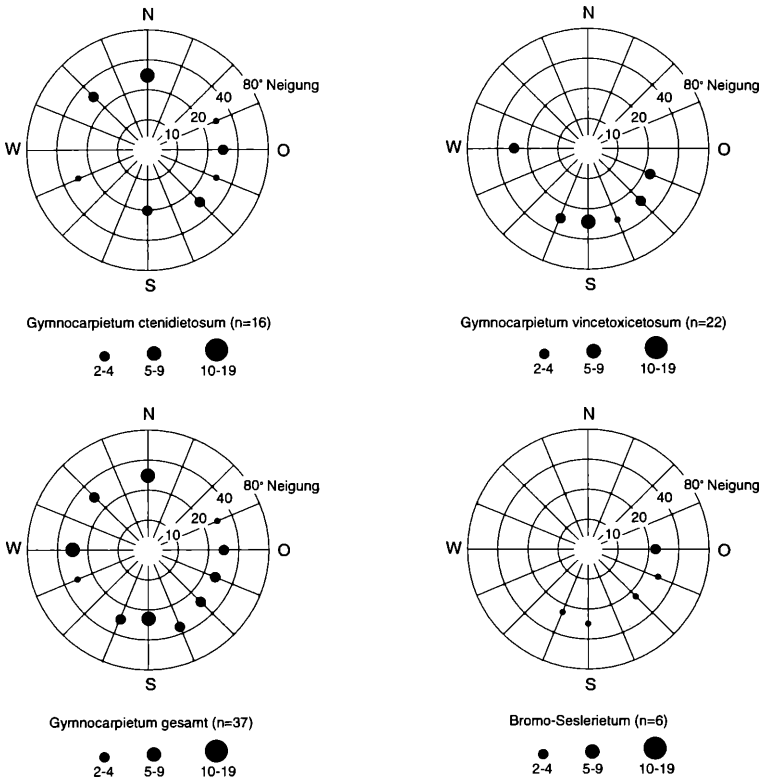 N
80° Neigung
40
20
10
W
O
S
Gymnocarpietum ctenidietosum (n=16)
2-4 5-9 10-19
N
80° Neigung
40
20
10
W
O
S
Gymnocarpietum vincetoxicetosum (n=22)
2-4 5-9 10-19
N
80° Neigung
40
20
10
W
O
S
Gymnocarpietum gesamt (n=37)
2-4 5-9 10-19
N
80° Neigung
40
20
10
W
O
S
Bromo-Seslerietum (n=6)
2-4 5-9 10-19